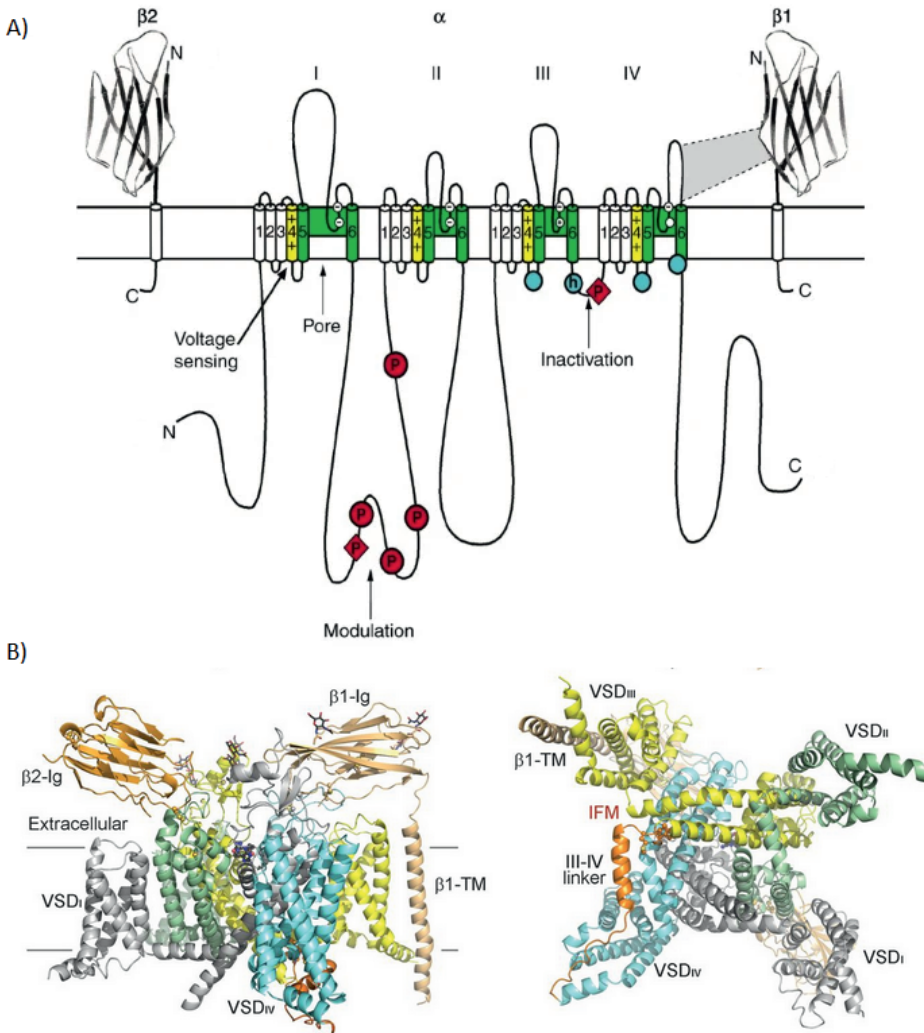 A)
β2
α
β1
N
N
I
II
III
IV
1 2 3 +4+ 5 6
1 2 3 +4+ 5 6
1 2 3 4+ 5 6
1 2 3 +4+ 5 6
C
C
h
P
Voltage
sensing
Pore
Inactivation
P
N
C
P
P
P
P
Modulation
B)
β1-Ig
β2-Ig
Extracellular
VSDI
β1-TM
VSDIV
VSDIII
VSDII
β1-TM
IFM
III-IV
linker
VSDI
VSDIV